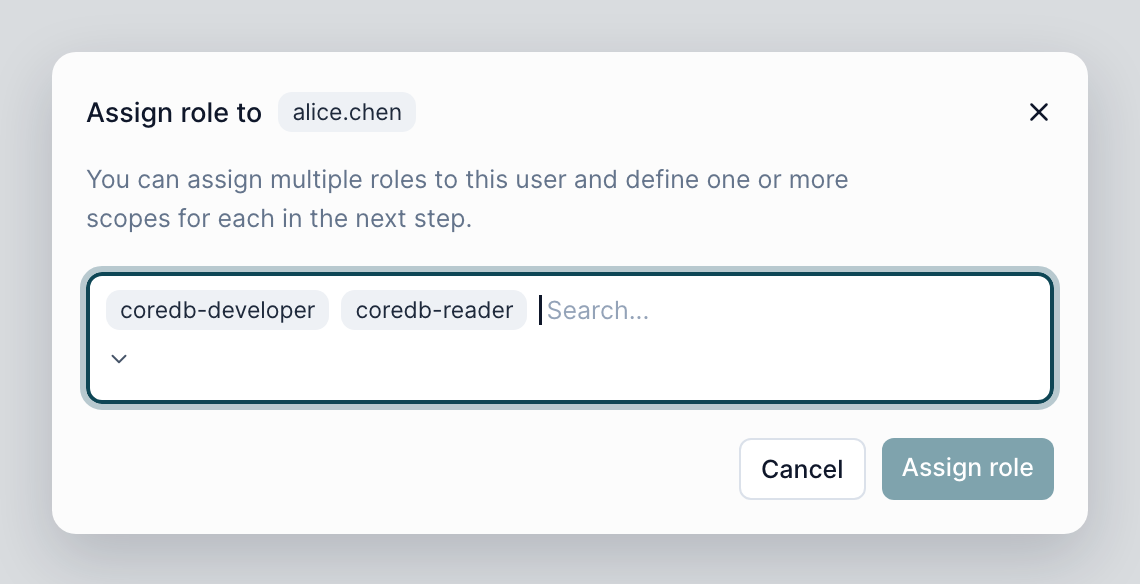 Assign role to alice.chen
You can assign multiple roles to this user and define one or more
scopes for each in the next step.
coredb-developer coredb-reader Search...
Cancel Assign role